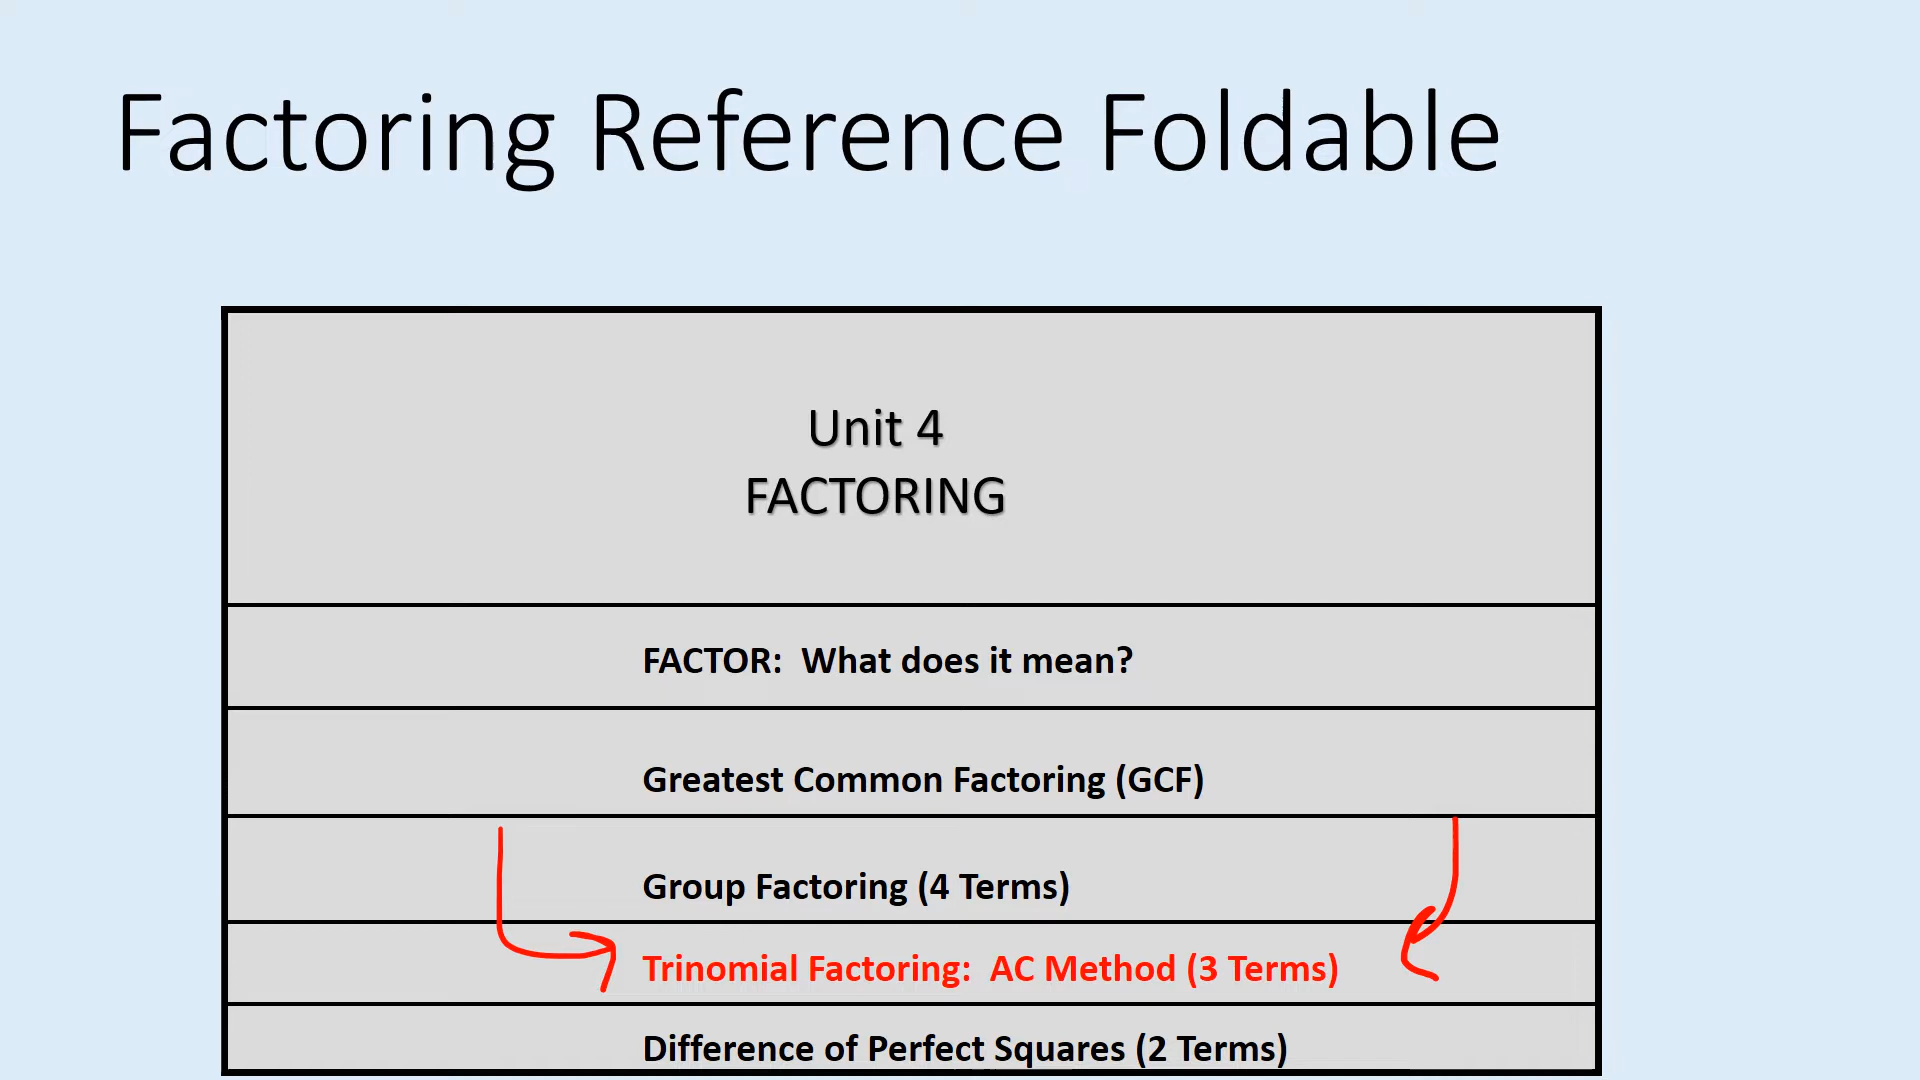 Factoring Reference Foldable
Unit 4
FACTORING
FACTOR:  What does it mean?
Greatest Common Factoring (GCF)
Group Factoring (4 Terms)
Trinomial Factoring:  AC Method (3 Terms)
Difference of Perfect Squares (2 Terms)